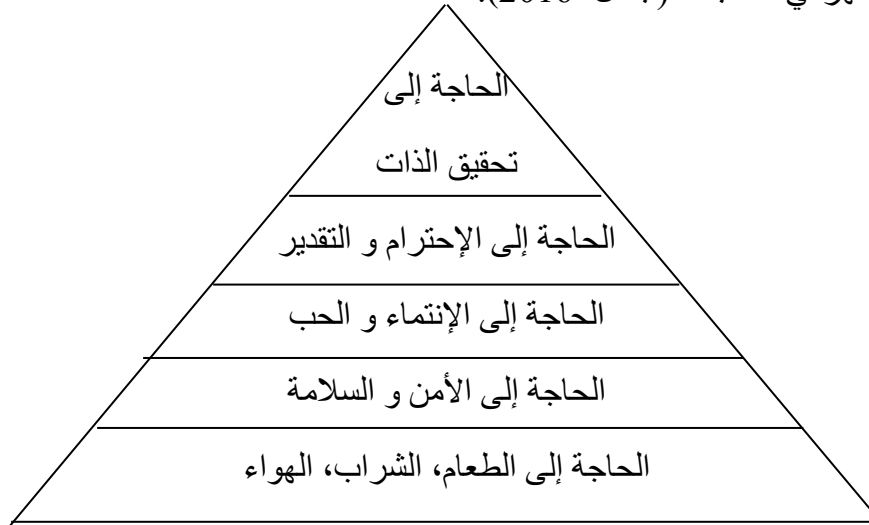 2016).
الحاجة إلى
تحقيق الذات
الحاجة إلى الإحترام و التقدير
الحاجة إلى الإنتماء و الحب
الحاجة إلى الأمن و السلامة
الحاجة إلى الطعام، الشراب، الهواء